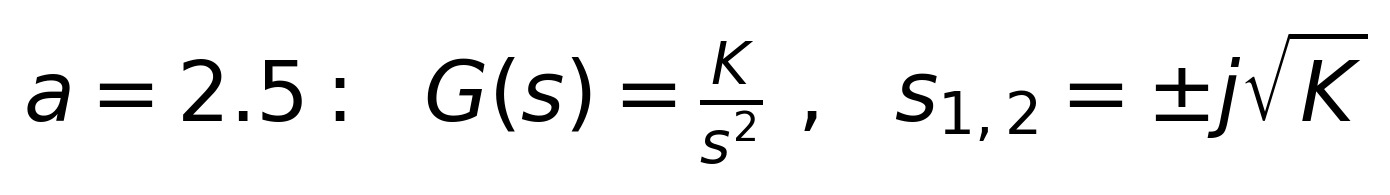 a = 2.5 :   G(s) = K/s² ,   s₁,₂ = ±j√K